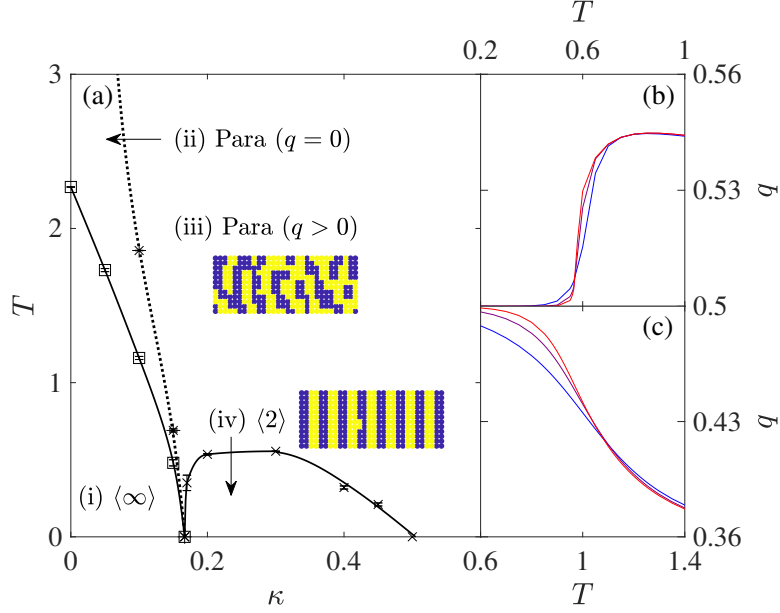 T
0.2 0.6 1
3
(a)
(b)
0.56
(ii) Para (q = 0)
2
0.53
q
(iii) Para (q > 0)
T
0.5
(c)
1
(iv) ⟨2⟩
0.43
q
(i) ⟨∞⟩
0
0.36
0 0.2 0.4 0.6 1 1.4
κ
T